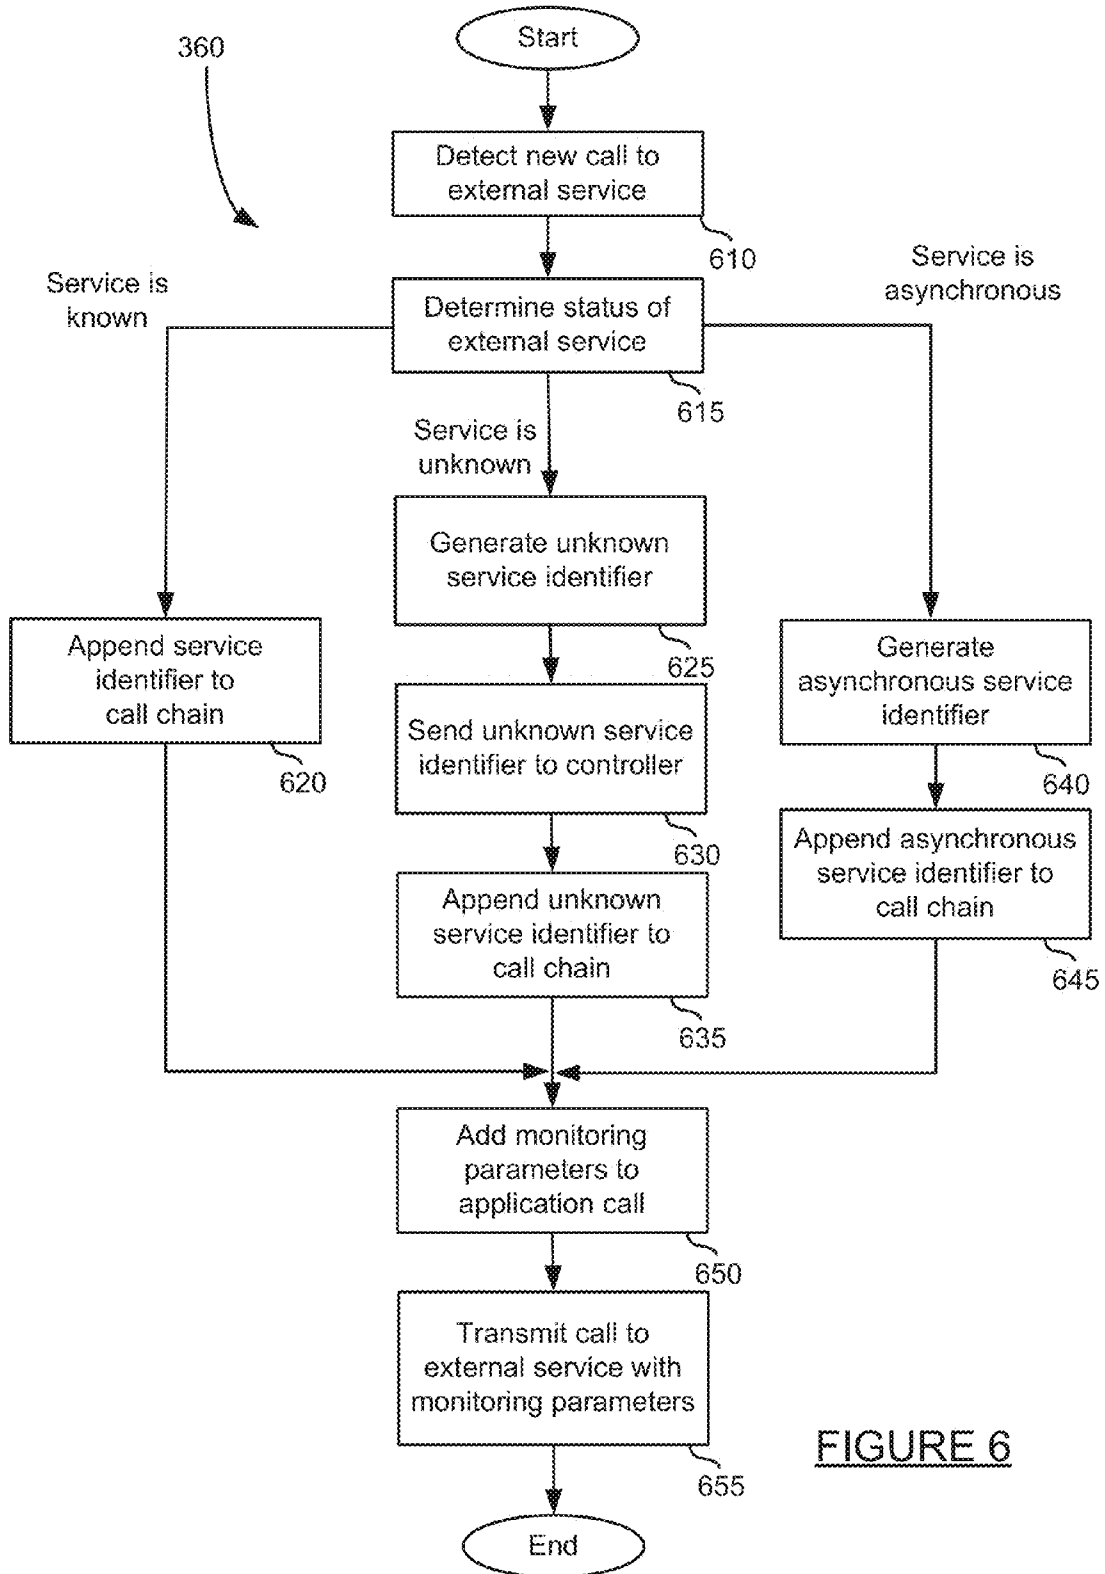 Start
360
Detect new call to
external service
610
Service is
known
Service is
asynchronous
Determine status of
external service
615
Service is
unknown
Generate unknown
service identifier
625
Append service
identifier to
call chain
620
Generate
asynchronous service
identifier
640
Send unknown service
identifier to controller
630
Append asynchronous
service identifier to
call chain
645
Append unknown
service identifier to
call chain
635
Add monitoring
parameters to
application call
650
Transmit call to
external service with
monitoring parameters
655
FIGURE 6
End